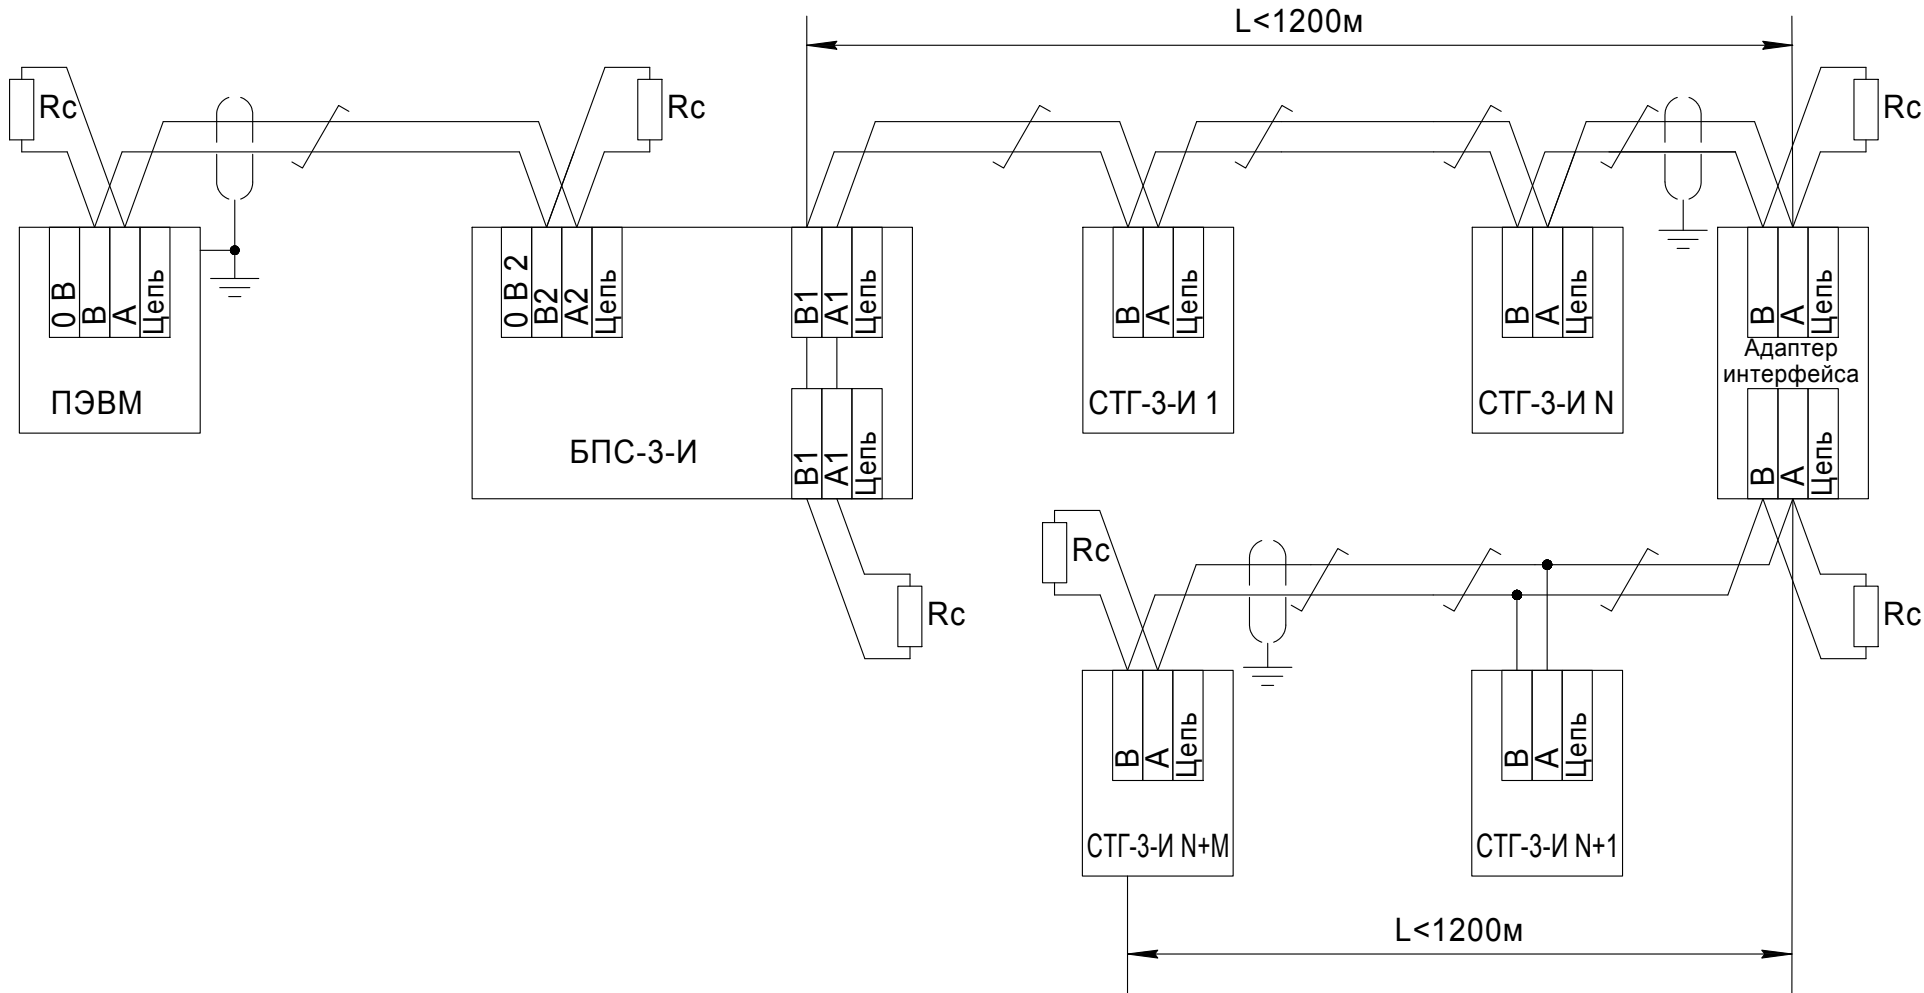 L<1200м
Rc
Rc
Rc
0 В
В
А
Цепь
ПЭВМ
0 В 2
В2
А2
Цепь
В1
А1
Цепь
БПС-3-И
В1
А1
Цепь
Rc
В
А
Цепь
СТГ-3-И 1
В
А
Цепь
СТГ-3-И N
В
А
Цепь
Адаптер
интерфейса
В
А
Цепь
Rc
Rc
В
А
Цепь
СТГ-3-И N+M
В
А
Цепь
СТГ-3-И N+1
L<1200м